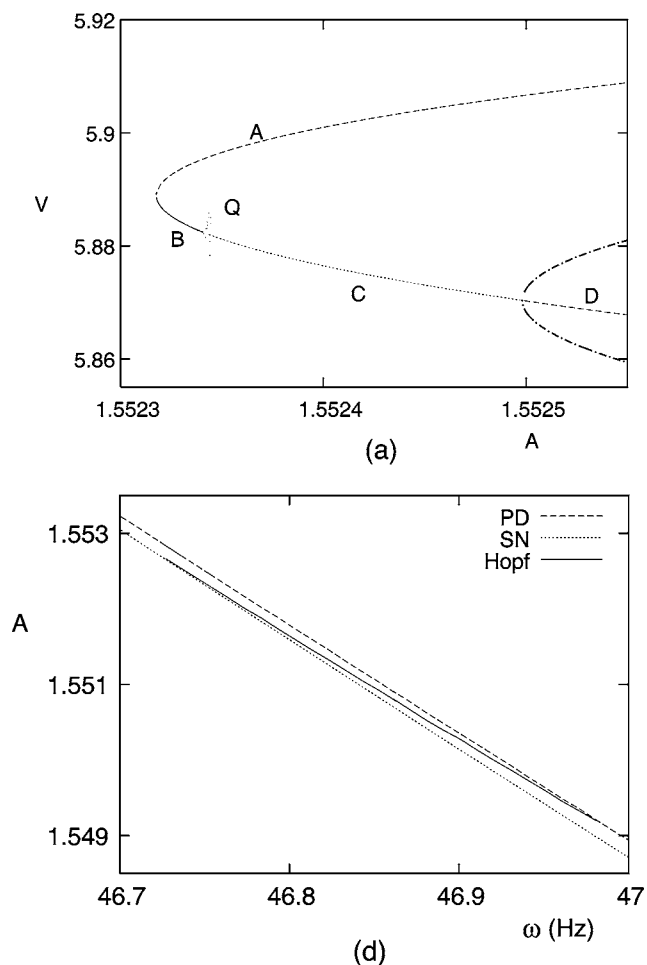 5.92
A
5.9
V
Q
5.88
B
C
D
5.86
1.5523
1.5524
1.5525
A
(a)
PD
SN
Hopf
1.553
A
1.551
1.549
46.7
46.8
46.9
47
ω (Hz)
(d)